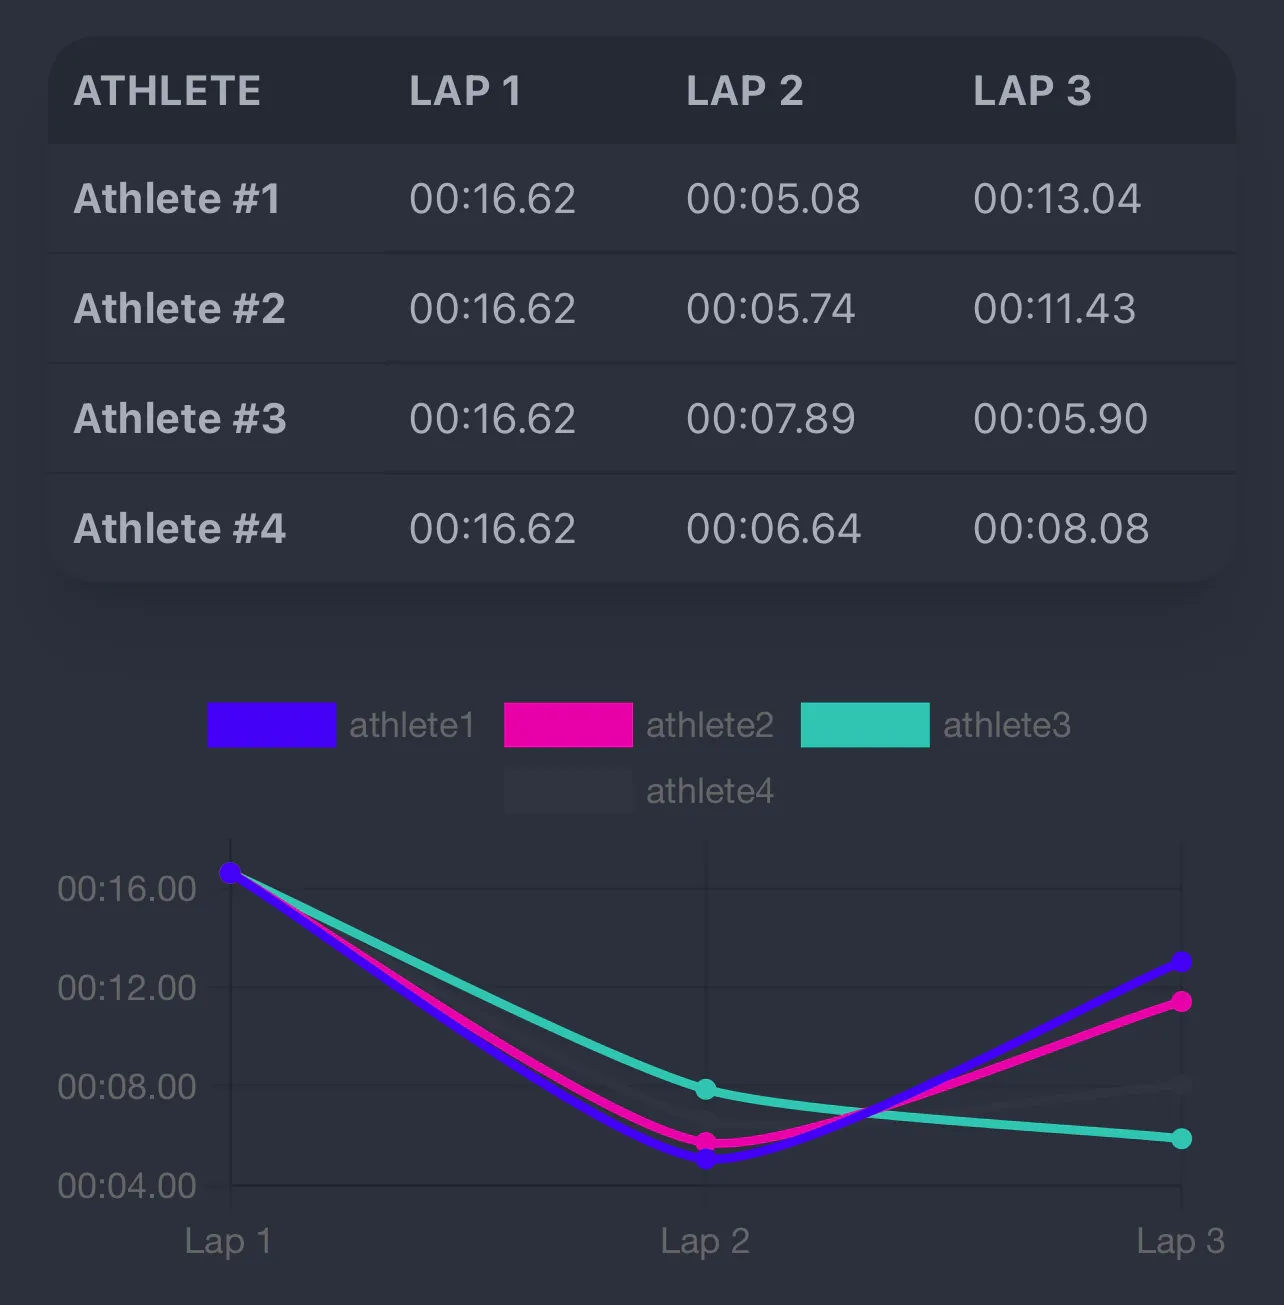 ATHLETE LAP 1 LAP 2 LAP 3
Athlete #1 00:16.62 00:05.08 00:13.04
Athlete #2 00:16.62 00:05.74 00:11.43
Athlete #3 00:16.62 00:07.89 00:05.90
Athlete #4 00:16.62 00:06.64 00:08.08
athlete1 athlete2 athlete3
athlete4
00:16.00
00:12.00
00:08.00
00:04.00
Lap 1 Lap 2 Lap 3